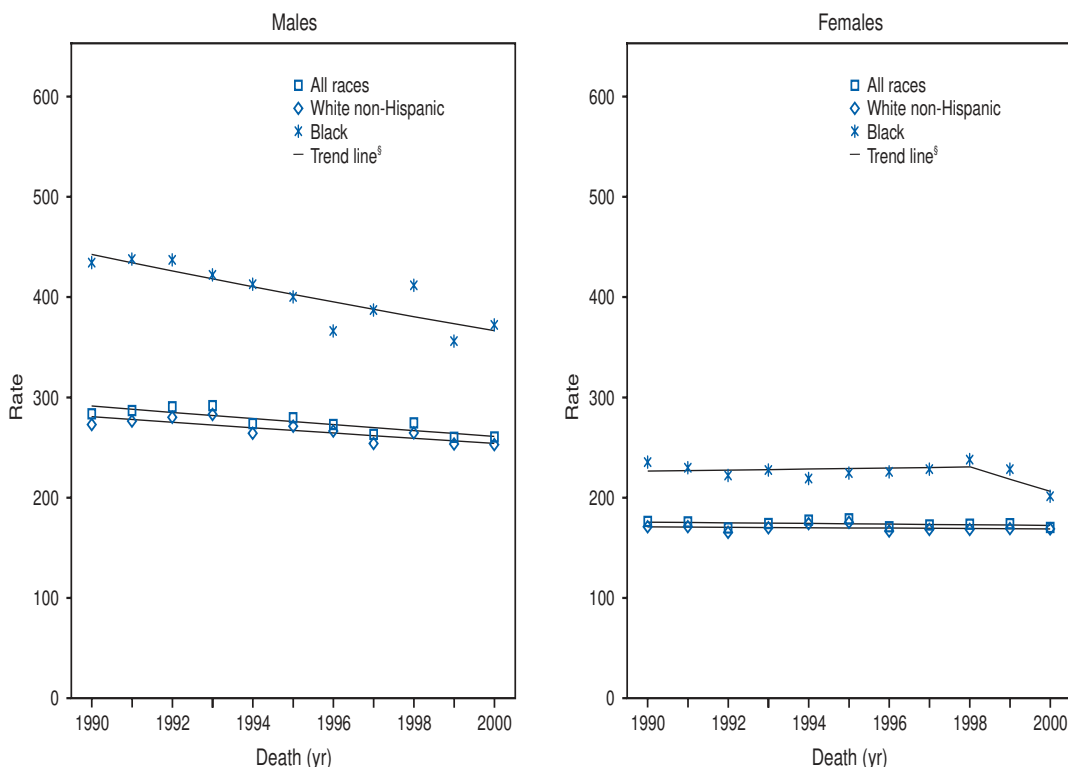 Males
All races
White non-Hispanic
Black
Trend line§
600
500
400
300
200
100
0
Rate
1990 1992 1994 1996 1998 2000
Death (yr)
Females
All races
White non-Hispanic
Black
Trend line§
600
500
400
300
200
100
0
Rate
1990 1992 1994 1996 1998 2000
Death (yr)